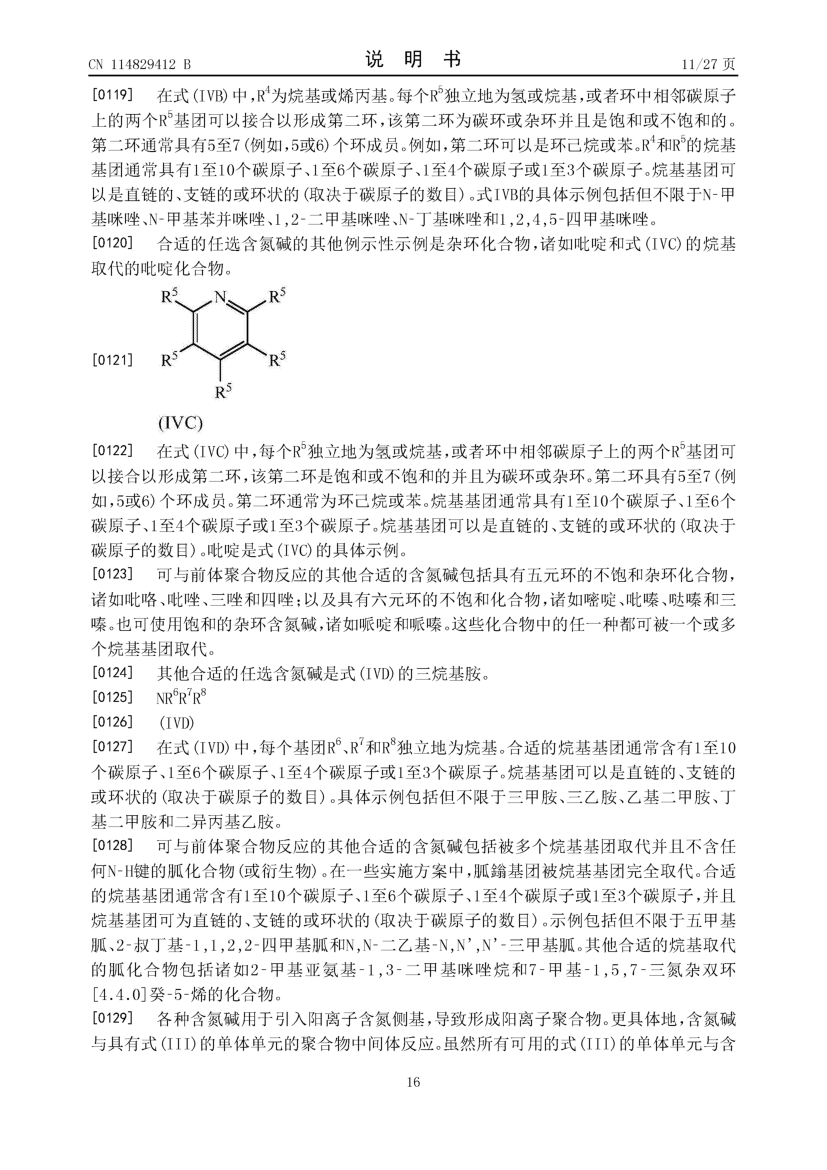 CN 114829412 B
说 明 书
11/27 页
[0119] 在式(IVB)中,R⁴为烷基或烯丙基。每个R⁵独立地为氢或烷基,或者环中相邻碳原子
上的两个R⁵基团可以接合以形成第二环,该第二环为碳环或杂环并且是饱和或不饱和的。
第二环通常具有5至7(例如,5或6)个环成员。例如,第二环可以是环己烷或苯。R⁴和R⁵的烷基
基团通常具有1至10个碳原子、1至6个碳原子、1至4个碳原子或1至3个碳原子。烷基基团可
以是直链的、支链的或环状的(取决于碳原子的数目)。式IVB的具体示例包括但不限于N-甲
基咪唑、N-甲基苯并咪唑、1,2-二甲基咪唑、N-丁基咪唑和1,2,4,5-四甲基咪唑。
[0120] 合适的任选含氮碱的其他例示性示例是杂环化合物,诸如吡啶和式(IVC)的烷基
取代的吡啶化合物。
R⁵ N R⁵
[0121] R⁵ R⁵
R⁵
(IVC)
[0122] 在式(IVC)中,每个R⁵独立地为氢或烷基,或者环中相邻碳原子上的两个R⁵基团可
以接合以形成第二环,该第二环是饱和或不饱和的并且为碳环或杂环。第二环具有5至7(例
如,5或6)个环成员。第二环通常为环己烷或苯。烷基基团通常具有1至10个碳原子、1至6个
碳原子、1至4个碳原子或1至3个碳原子。烷基基团可以是直链的、支链的或环状的(取决于
碳原子的数目)。吡啶是式(IVC)的具体示例。
[0123] 可与前体聚合物反应的其他合适的含氮碱包括具有五元环的不饱和杂环化合物,
诸如吡咯、吡唑、三唑和四唑;以及具有六元环的不饱和化合物,诸如嘧啶、吡嗪、哒嗪和三
嗪。也可使用饱和的杂环含氮碱,诸如哌啶和哌嗪。这些化合物中的任一种都可被一个或多
个烷基基团取代。
[0124] 其他合适的任选含氮碱是式(IVD)的三烷基胺。
[0125] NR⁶R⁷R⁸
[0126] (IVD)
[0127] 在式(IVD)中,每个基团R⁶、R⁷和R⁸独立地为烷基。合适的烷基基团通常含有1至10
个碳原子、1至6个碳原子、1至4个碳原子或1至3个碳原子。烷基基团可以是直链的、支链的
或环状的(取决于碳原子的数目)。具体示例包括但不限于三甲胺、三乙胺、乙基二甲胺、丁
基二甲胺和二异丙基乙胺。
[0128] 可与前体聚合物反应的其他合适的含氮碱包括被多个烷基基团取代并且不含任
何N-H键的胍化合物(或衍生物)。在一些实施方案中,胍鎓基团被烷基基团完全取代。合适
的烷基基团通常含有1至10个碳原子、1至6个碳原子、1至4个碳原子或1至3个碳原子,并且
烷基基团可为直链的、支链的或环状的(取决于碳原子的数目)。示例包括但不限于五甲基
胍、2-叔丁基-1,1,2,2-四甲基胍和N,N-二乙基-N,N’,N’-三甲基胍。其他合适的烷基取代
的胍化合物包括诸如2-甲基亚氨基-1,3-二甲基咪唑烷和7-甲基-1,5,7-三氮杂双环
[4.4.0]癸-5-烯的化合物。
[0129] 各种含氮碱用于引入阳离子含氮侧基,导致形成阳离子聚合物。更具体地,含氮碱
与具有式(III)的单体单元的聚合物中间体反应。虽然所有可用的式(III)的单体单元与含
16